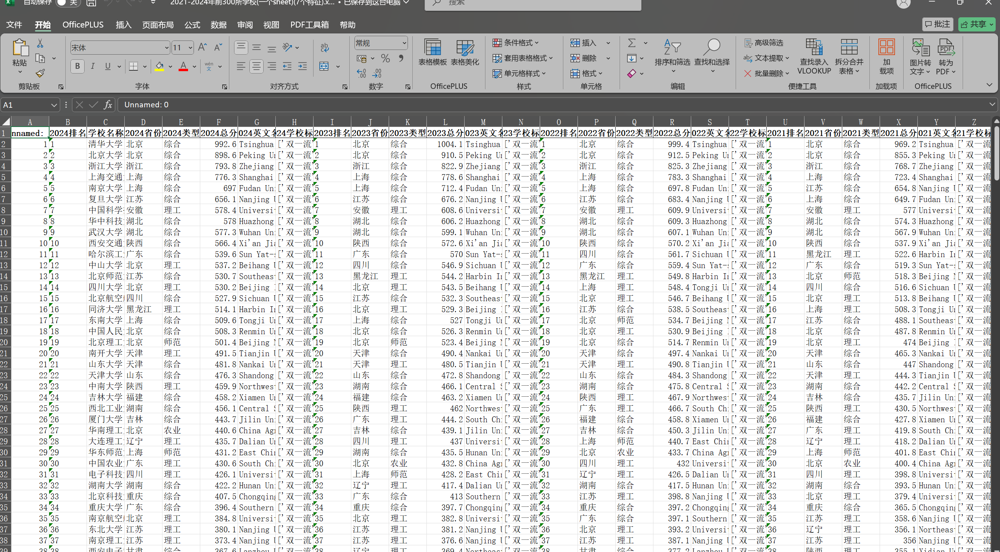 自动保存 关 2021-2024年前300所学校(一个sheet)(7个特征).x... • 已保存到这台电脑 搜索
文件 开始 OfficePLUS 插入 页面布局 公式 数据 审阅 视图 PDF工具箱 帮助 批注 共享
粘贴 剪贴板
宋体 11 B I U A wén 文 字体
ab 对齐方式
常规 % 数字
表格模板 表格美化 OfficePLUS
条件格式 套用表格格式 单元格样式 样式
插入 删除 格式 单元格
排序和筛选 查找和选择 编辑
高级筛选 文本提取 批量删除 查找录入 VLOOKUP 拆分合并 表格 便捷工具
加载项 加载项
图片转文字 转为PDF OfficePLUS
A1 fx Unnamed: 0
A B C D E F G H I J K L M N O P Q R S T U V W X Y Z
1 nnamed: 2024排名 学校名称 2024省份 2024类型 2024总分 024英文名 24学校标 2023排名 2023省份 2023类型 2023总分 023英文名 23学校标 2022排名 2022省份 2022类型 2022总分 022英文名 22学校标 2021排名 2021省份 2021类型 2021总分 021英文名 21学校标
2 1 1 清华大学 北京 综合 992.6 Tsinghua ['双一流' 1 北京 综合 1004.1 Tsinghua ['双一流' 1 北京 综合 999.4 Tsinghua ['双一流' 1 北京 综合 969.2 Tsinghua ['双一流
3 2 2 北京大学 北京 综合 898.6 Peking Un ['双一流' 2 北京 综合 910.5 Peking Un ['双一流' 2 北京 综合 912.5 Peking Un ['双一流' 2 北京 综合 855.3 Peking Un ['双一流
4 3 3 浙江大学 浙江 综合 793.8 Zhejiang ['双一流' 3 浙江 综合 822.9 Zhejiang ['双一流' 3 浙江 综合 825.3 Zhejiang ['双一流' 3 浙江 综合 768.7 Zhejiang ['双一流
5 4 4 上海交通 上海 综合 776.3 Shanghai ['双一流' 4 上海 综合 778.6 Shanghai ['双一流' 4 上海 综合 783.3 Shanghai ['双一流' 4 上海 综合 723.4 Shanghai ['双一流
6 5 5 南京大学 上海 综合 697 Fudan Un ['双一流' 5 上海 综合 712.4 Fudan Un ['双一流' 5 上海 综合 697.8 Fudan Un ['双一流' 5 江苏 综合 654.8 Nanjing U ['双一流
7 6 6 复旦大学 江苏 综合 656.1 Nanjing U ['双一流' 6 江苏 综合 676.2 Nanjing U ['双一流' 6 江苏 综合 683.4 Nanjing U ['双一流' 6 上海 综合 649.7 Fudan Un ['双一流
8 7 7 中国科学 安徽 理工 578.4 Universi ['双一流' 7 安徽 理工 608.6 Universi ['双一流' 7 安徽 理工 609.9 Universi ['双一流' 7 安徽 理工 577 Universi ['双一流
9 8 8 华中科技 湖北 综合 578 Huazhong ['双一流' 8 湖北 综合 606.2 Huazhong ['双一流' 8 湖北 综合 609.3 Huazhong ['双一流' 8 湖北 综合 574.3 Huazhong ['双一流
10 9 9 武汉大学 湖北 综合 577.3 Wuhan Un ['双一流' 9 湖北 综合 599.1 Wuhan Un ['双一流' 9 湖北 综合 607.1 Wuhan Un ['双一流' 9 湖北 综合 567.9 Wuhan Un ['双一流
11 10 10 西安交通 陕西 综合 566.4 Xi'an Jia ['双一流' 10 陕西 综合 572.6 Xi'an Jia ['双一流' 10 陕西 综合 570.2 Xi'an Jia ['双一流' 10 陕西 综合 537.9 Xi'an Jia ['双一流
12 11 11 哈尔滨工 广东 综合 539.6 Sun Yat-s ['双一流' 11 广东 综合 570 Sun Yat-s ['双一流' 11 四川 综合 561.7 Sichuan U ['双一流' 11 黑龙江 理工 522.6 Harbin In ['双一流
13 12 12 中山大学 北京 理工 537.2 Beihang U ['双一流' 12 四川 综合 546.9 Sichuan U ['双一流' 12 广东 综合 559.4 Sun Yat-s ['双一流' 12 广东 综合 519.3 Sun Yat-s ['双一流
14 13 13 北京师范 江苏 综合 530.7 Southeas ['双一流' 13 黑龙江 理工 544.2 Harbin In ['双一流' 13 黑龙江 理工 549.8 Harbin In ['双一流' 13 北京 师范 518.3 Beijing N ['双一流
15 14 14 四川大学 北京 理工 530.2 Beijing I ['双一流' 14 北京 理工 543.5 Beihang U ['双一流' 14 上海 理工 548.4 Tongji Un ['双一流' 14 四川 综合 516.6 Sichuan U ['双一流
16 15 15 北京航空 四川 综合 527.9 Sichuan U ['双一流' 15 江苏 综合 532.3 Southeas ['双一流' 15 北京 理工 546.7 Beihang U ['双一流' 15 北京 理工 513.8 Beihang U ['双一流
17 16 16 同济大学 黑龙江 理工 514.1 Harbin In ['双一流' 16 北京 理工 529.3 Beijing I ['双一流' 16 江苏 综合 538.5 Southeas ['双一流' 16 上海 理工 508.3 Tongji Un ['双一流
18 17 17 东南大学 上海 综合 509.6 Tongji Un ['双一流' 17 上海 综合 527 Tongji Un ['双一流' 17 北京 师范 534.7 Beijing N ['双一流' 17 江苏 综合 488.1 Southeas ['双一流
19 18 18 中国人民 北京 综合 508.3 Renmin Un ['双一流' 18 北京 综合 526.3 Renmin Un ['双一流' 18 北京 理工 530.9 Beijing I ['双一流' 18 北京 综合 487.8 Renmin Un ['双一流
20 19 19 北京理工 北京 师范 501.4 Beijing N ['双一流' 19 北京 师范 523.4 Beijing N ['双一流' 19 北京 综合 514.7 Renmin Un ['双一流' 19 北京 理工 474 Beijing I ['双一流
21 20 20 南开大学 天津 理工 491.5 Tianjin U ['双一流' 20 天津 综合 490.4 Nankai Un ['双一流' 20 天津 综合 497.4 Nankai Un ['双一流' 20 天津 综合 465.3 Nankai Un ['双一流
22 21 21 山东大学 天津 综合 481.8 Nankai Un ['双一流' 21 天津 理工 480.5 Tianjin U ['双一流' 21 天津 理工 490.8 Tianjin U ['双一流' 21 山东 综合 447 Shandong ['双一流
23 22 22 天津大学 山东 综合 476.3 Shandong ['双一流' 22 山东 综合 472.8 Shandong ['双一流' 22 山东 综合 484.3 Shandong ['双一流' 22 天津 理工 444.3 Tianjin U ['双一流
24 23 23 中南大学 陕西 理工 459.9 Northwes ['双一流' 23 湖南 综合 466.1 Central S ['双一流' 23 湖南 综合 475.8 Central S ['双一流' 23 湖南 综合 442.2 Central S ['双一流
25 24 24 吉林大学 福建 综合 458.2 Xiamen Un ['双一流' 24 福建 综合 463.2 Xiamen Un ['双一流' 24 陕西 理工 467.9 Northwes ['双一流' 24 吉林 综合 435.7 Jilin Un ['双一流
26 25 25 西北工业 湖南 综合 456.1 Central S ['双一流' 25 陕西 理工 462 Northwes ['双一流' 25 广东 理工 466.7 South Ch ['双一流' 25 陕西 理工 430.5 Northwes ['双一流
27 26 26 厦门大学 吉林 综合 443.7 Jilin Un ['双一流' 26 广东 理工 444.2 South Ch ['双一流' 26 福建 综合 458.8 Xiamen Un ['双一流' 26 福建 综合 427.8 Xiamen Un ['双一流
28 27 27 华南理工 北京 农业 440.6 China Ag ['双一流' 27 吉林 综合 439.1 Jilin Un ['双一流' 27 吉林 综合 450.3 Jilin Un ['双一流' 27 广东 理工 419.8 South Ch ['双一流
29 28 28 大连理工 辽宁 理工 435.7 Dalian Un ['双一流' 28 四川 理工 437 Universi ['双一流' 28 上海 师范 440.7 East Chin ['双一流' 28 辽宁 理工 418.2 Dalian Un ['双一流
30 29 29 华东师范 上海 师范 431.2 East Chin ['双一流' 29 湖南 综合 435.5 Hunan Un ['双一流' 29 北京 农业 433.7 China Ag ['双一流' 29 上海 师范 401.8 East Chin ['双一流
31 30 30 中国农业 广东 理工 430.6 South Ch ['双一流' 30 北京 农业 432.8 China Ag ['双一流' 30 四川 理工 432 Universi ['双一流' 30 北京 农业 400.4 China Ag ['双一流
32 31 31 电子科技 四川 理工 426.1 Universi ['双一流' 31 上海 师范 428.2 East Chin ['双一流' 31 辽宁 理工 426.5 Dalian Un ['双一流' 31 四川 理工 398.8 Universi ['双一流
33 32 32 湖南大学 湖南 综合 422.2 Hunan Un ['双一流' 32 辽宁 理工 417.4 Dalian Un ['双一流' 32 湖南 综合 417.5 Hunan Un ['双一流' 32 湖南 综合 393.5 Hunan Un ['双一流
34 33 33 北京科技 重庆 综合 407.5 Chongqing ['双一流' 33 广东 综合 413 Southern ['双一流' 33 江苏 理工 398.8 Nanjing U ['双一流' 33 北京 理工 379.4 Universi ['双一流
35 34 34 重庆大学 广东 综合 396.4 Southern ['双一流' 34 重庆 综合 397.7 Chongqing ['双一流' 34 重庆 综合 397.2 Chongqing ['双一流' 34 重庆 综合 365.5 Chongqing ['双一流
36 35 35 南京航空 北京 理工 384.8 Universi ['双一流' 35 北京 理工 382.8 Universi ['双一流' 35 广东 综合 397.1 Southern ['双一流' 35 江苏 理工 358.6 Nanjing U ['双一流
37 36 36 东北大学 江苏 理工 380.1 Nanjing U ['双一流' 36 江苏 理工 381.2 Nanjing U ['双一流' 36 北京 理工 393.2 Universi ['双一流' 36 辽宁 理工 356.1 Northeas ['双一流
38 37 37 南京理工 江苏 理工 373.4 Nanjing U ['双一流' 37 江苏 理工 376.6 Nanjing U ['双一流' 37 江苏 理工 387.1 Nanjing U ['双一流' 37 江苏 理工 356 Nanjing U ['双一流
39 38 38 西安电子 甘肃 综合 367.6 Lanzhou U ['双一流' 38 辽宁 理工 369.4 Northeas ['双一流' 38 甘肃 综合 377.2 Lanzhou U ['双一流' 38 陕西 理工 355.1 Xidian Un ['双一流